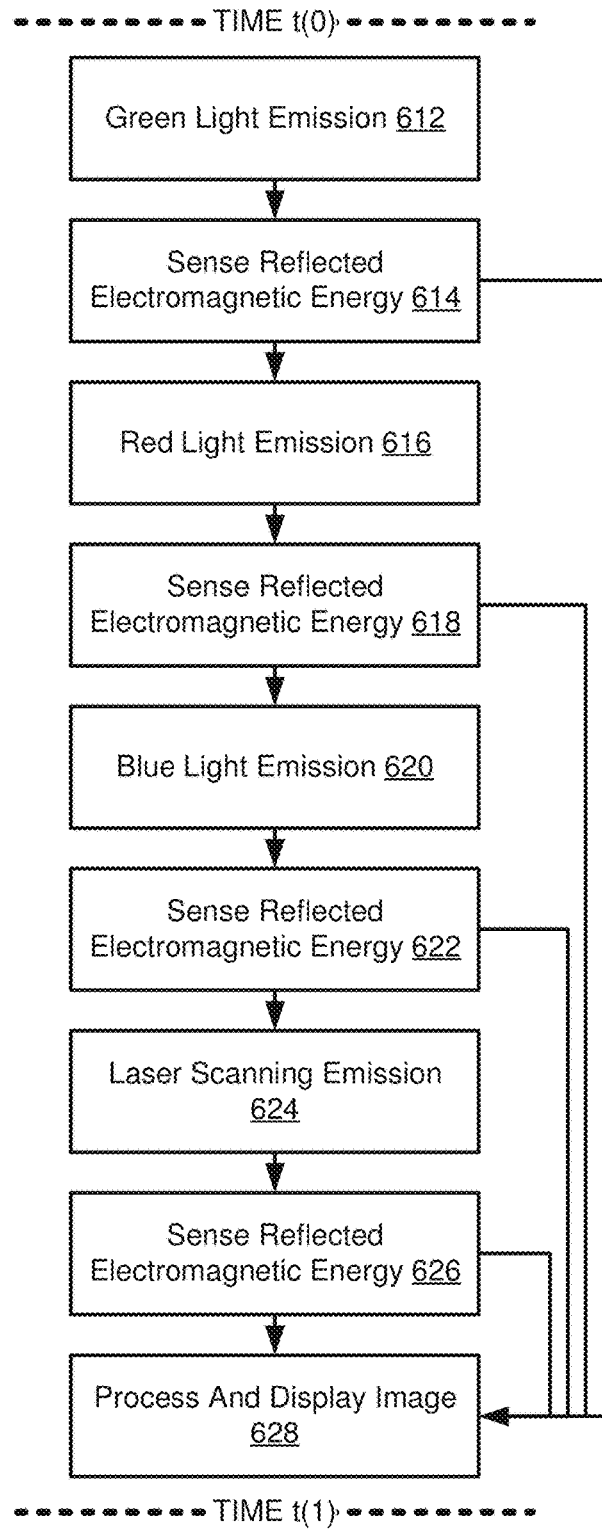 TIME t(0)
Green Light Emission 612
Sense Reflected
Electromagnetic Energy 614
Red Light Emission 616
Sense Reflected
Electromagnetic Energy 618
Blue Light Emission 620
Sense Reflected
Electromagnetic Energy 622
Laser Scanning Emission
624
Sense Reflected
Electromagnetic Energy 626
Process And Display Image
628
TIME t(1)